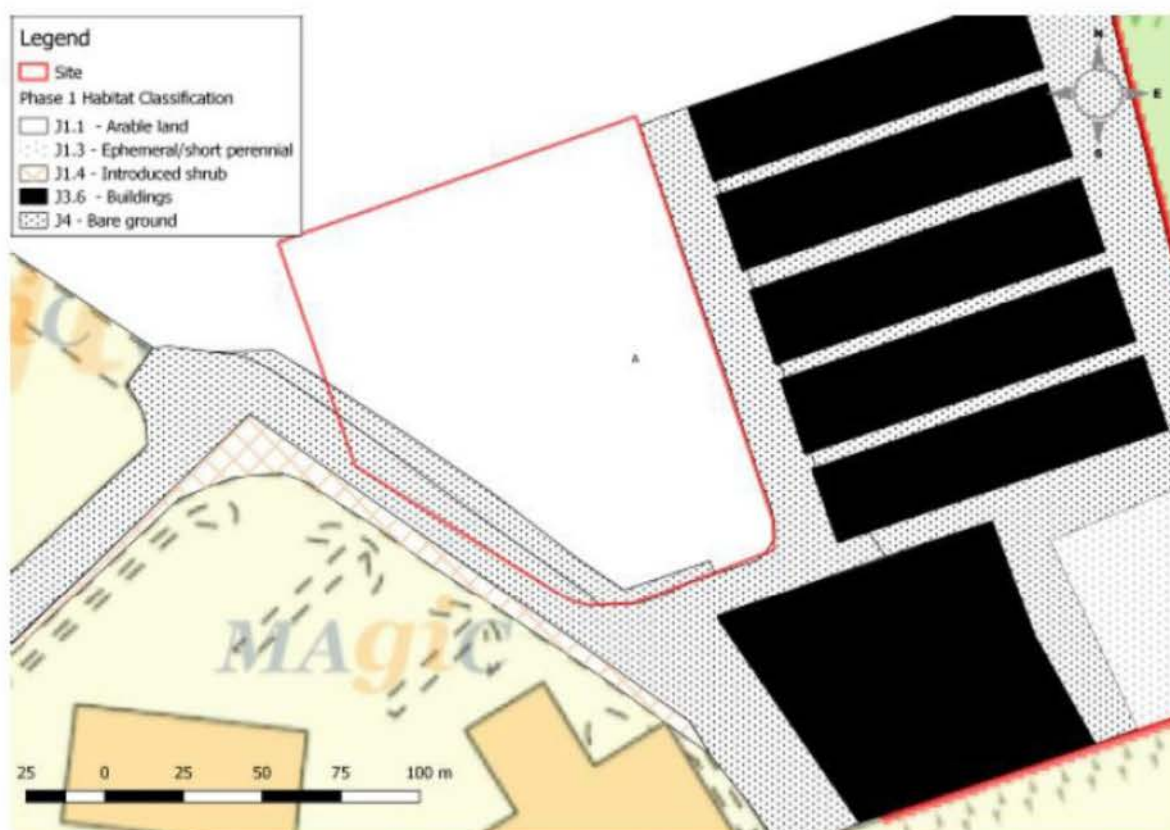 Legend
Site
Phase 1 Habitat Classification
J1.1 - Arable land
J1.3 - Ephemeral/short perennial
J1.4 - Introduced shrub
J3.6 - Buildings
J4 - Bare ground
N
E
S
A
MAgiC
25 0 25 50 75 100 m